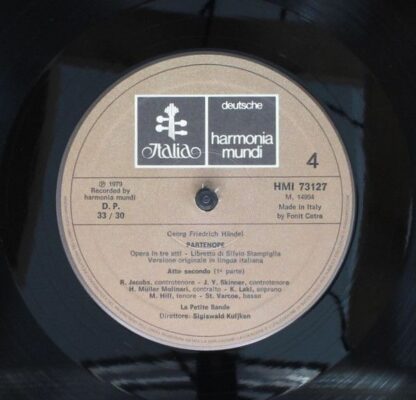 Italia
deutsche
harmonia
mundi
4
℗ 1979
Recorded by
harmonia mundi
D. P.
33 / 30
HMI 73127
M. 14954
Made in Italy
by Fonit Cetra
Georg Friedrich Händel
PARTENOPE
Opera in tre atti - Libretto di Silvio Stampiglia
Versione originale in lingua italiana
Atto secondo (1ª parte)
R. Jacobs, controtenore - J. Y. Skinner, controtenore
H. Müller Molinari, contralto - K. Laki, soprano
M. Hill, tenore - St. Varcoe, basso
La Petite Bande
Direttore: Sigiswald Kuijken